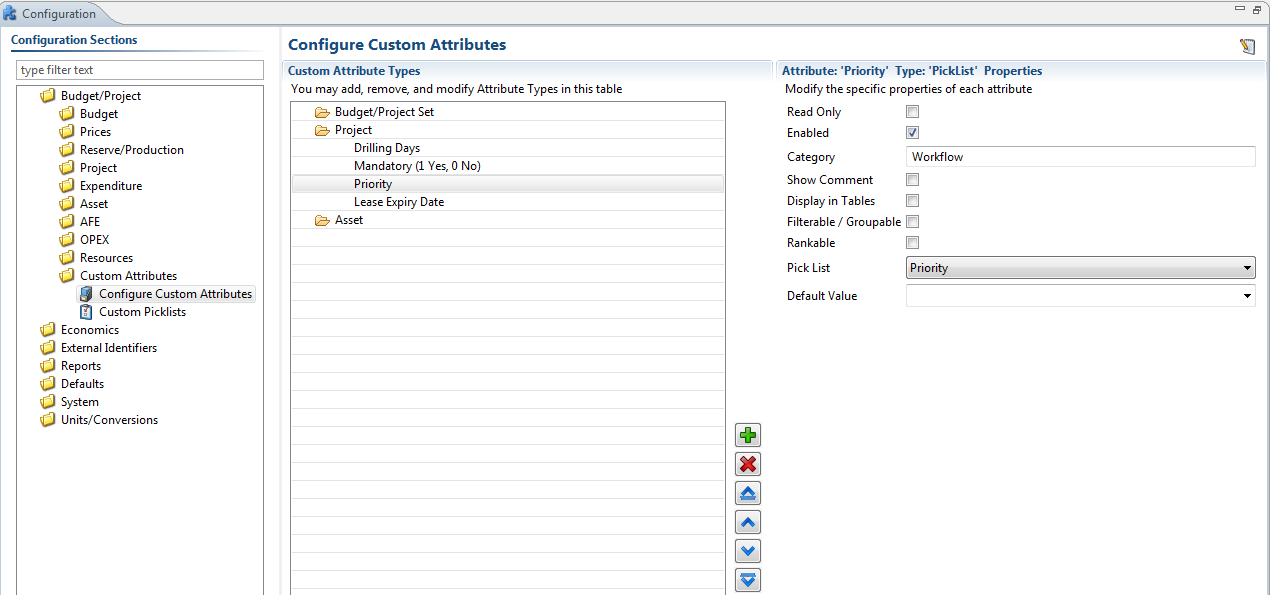 Configuration
Configuration Sections
type filter text
Budget/Project
Budget
Prices
Reserve/Production
Project
Expenditure
Asset
AFE
OPEX
Resources
Custom Attributes
Configure Custom Attributes
Custom Picklists
Economics
External Identifiers
Reports
Defaults
System
Units/Conversions
Configure Custom Attributes
Custom Attribute Types
You may add, remove, and modify Attribute Types in this table
Budget/Project Set
Project
Drilling Days
Mandatory (1 Yes, 0 No)
Priority
Lease Expiry Date
Asset
Attribute: 'Priority' Type: 'PickList' Properties
Modify the specific properties of each attribute
Read Only
Enabled
Category Workflow
Show Comment
Display in Tables
Filterable / Groupable
Rankable
Pick List Priority
Default Value